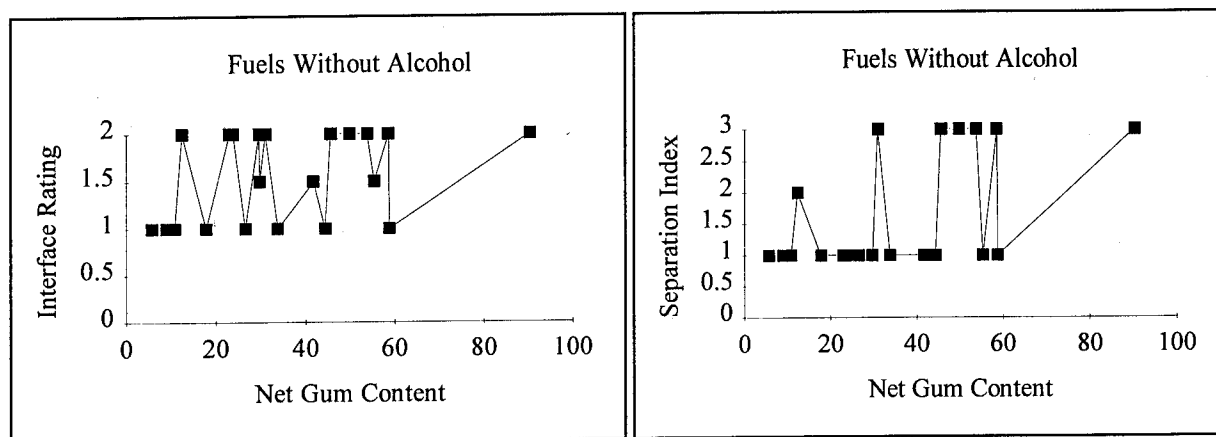 Fuels Without Alcohol
2
1.5
1
0.5
0
Interface Rating
0 20 40 60 80 100
Net Gum Content
Fuels Without Alcohol
3
2.5
2
1.5
1
0.5
0
Separation Index
0 20 40 60 80 100
Net Gum Content